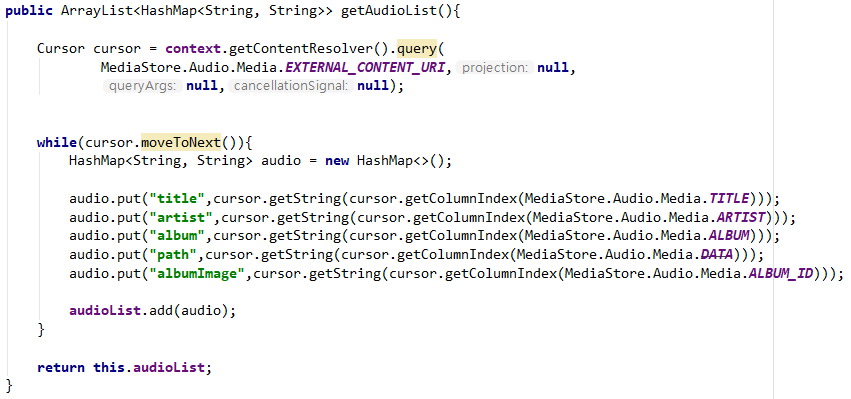 public ArrayList<HashMap<String, String>> getAudioList(){
Cursor cursor = context.getContentResolver().query(
MediaStore.Audio.Media.EXTERNAL_CONTENT_URI, projection: null,
queryArgs: null, cancellationSignal: null);
while(cursor.moveToNext()){
HashMap<String, String> audio = new HashMap<>();
audio.put("title",cursor.getString(cursor.getColumnIndex(MediaStore.Audio.Media.TITLE)));
audio.put("artist",cursor.getString(cursor.getColumnIndex(MediaStore.Audio.Media.ARTIST)));
audio.put("album",cursor.getString(cursor.getColumnIndex(MediaStore.Audio.Media.ALBUM)));
audio.put("path",cursor.getString(cursor.getColumnIndex(MediaStore.Audio.Media.DATA)));
audio.put("albumImage",cursor.getString(cursor.getColumnIndex(MediaStore.Audio.Media.ALBUM_ID)));
audioList.add(audio);
}
return this.audioList;
}